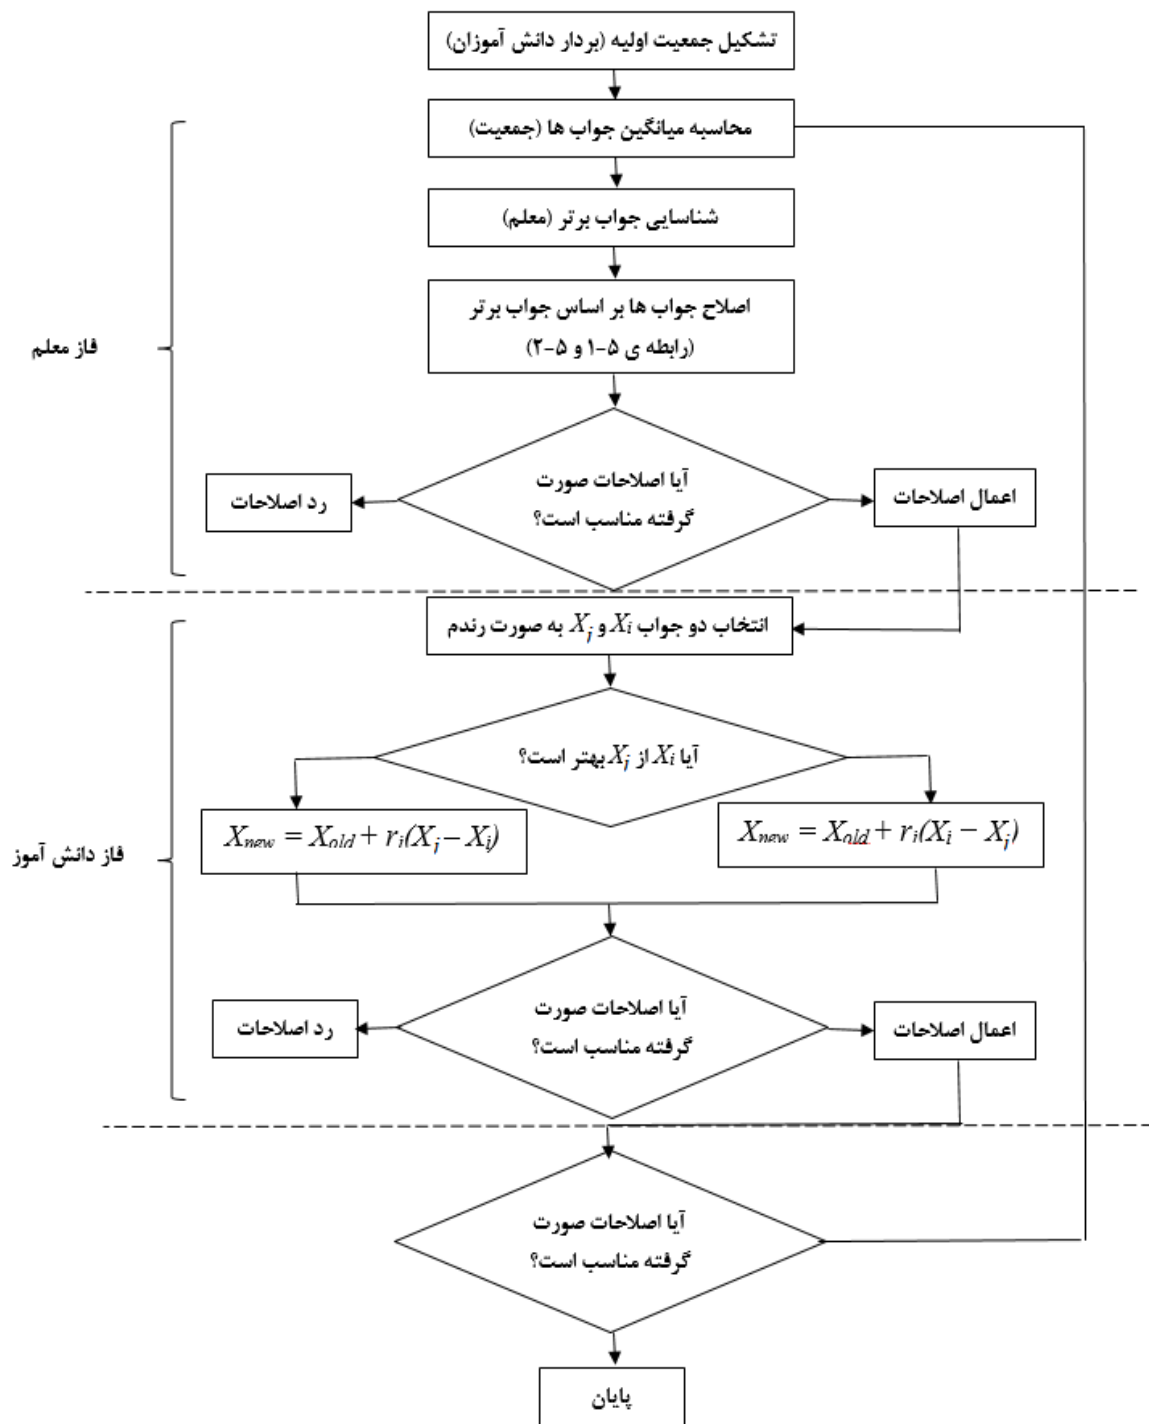 تشکیل جمعیت اولیه (بردار دانش آموزان)
محاسبه میانگین جواب ها (جمعیت)
شناسایی جواب برتر (معلم)
اصلاح جواب ها بر اساس جواب برتر
(رابطه ی ۵-۱ و ۵-۲)
فاز معلم
آیا اصلاحات صورت
گرفته مناسب است؟
اعمال اصلاحات
رد اصلاحات
انتخاب دو جواب Xi و Xj به صورت رندم
آیا Xi از Xj بهتر است؟
Xnew = Xold + ri(Xi – Xj)
Xnew = Xold + ri(Xj – Xi)
فاز دانش آموز
آیا اصلاحات صورت
گرفته مناسب است؟
اعمال اصلاحات
رد اصلاحات
آیا اصلاحات صورت
گرفته مناسب است؟
پایان